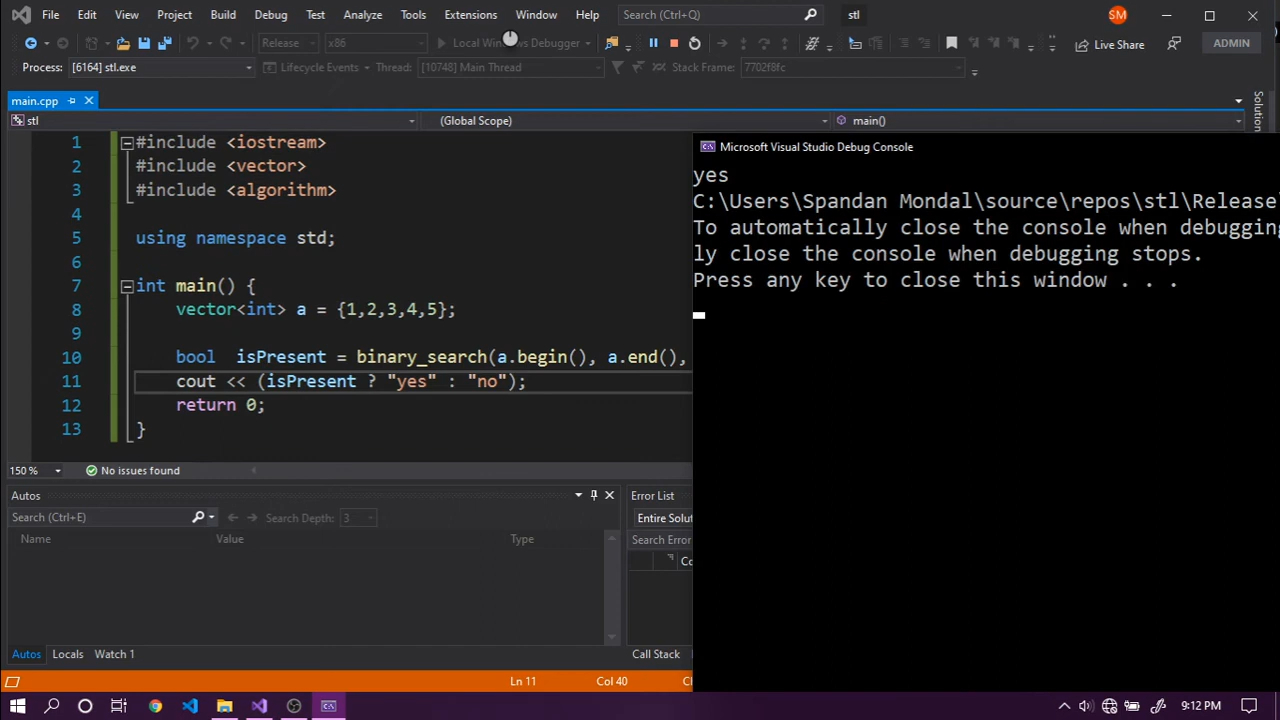 File Edit View Project Build Debug Test Analyze Tools Extensions Window Help Search (Ctrl+Q) stl SM
Release x86 Local Windows Debugger Live Share ADMIN
Process: [6164] stl.exe Lifecycle Events Thread: [10748] Main Thread Stack Frame: 7702f8fc
main.cpp
Solution
stl (Global Scope) main()
1 #include <iostream>
2 #include <vector>
3 #include <algorithm>
4
5 using namespace std;
6
7 int main() {
8 vector<int> a = {1,2,3,4,5};
9
10 bool isPresent = binary_search(a.begin(), a.end(),
11 cout << (isPresent ? "yes" : "no");
12 return 0;
13 }
Microsoft Visual Studio Debug Console
yes
C:\Users\Spandan Mondal\source\repos\stl\Release
To automatically close the console when debugging
ly close the console when debugging stops.
Press any key to close this window . . .
150 % No issues found
Autos
Search (Ctrl+E) Search Depth: 3
Name Value Type
Autos Locals Watch 1
Error List
Entire Solu
Search Error
Co
Call Stack
Ln 11 Col 40
9:12 PM